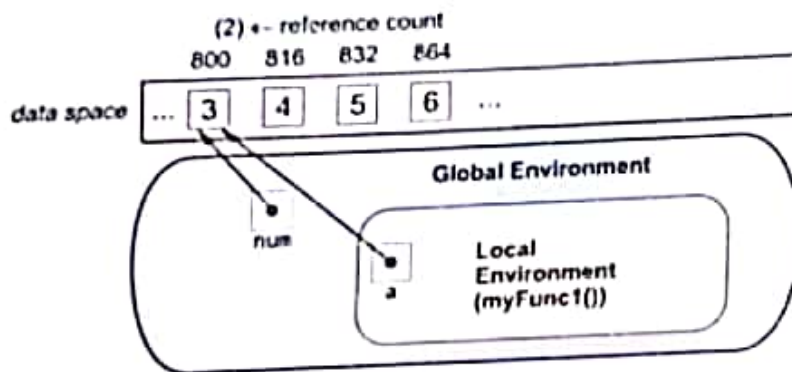 (2) ← reference count
800 816 832 864
data space ... 3 4 5 6 ...
Global Environment
num
Local
Environment
(myFunc1())
a